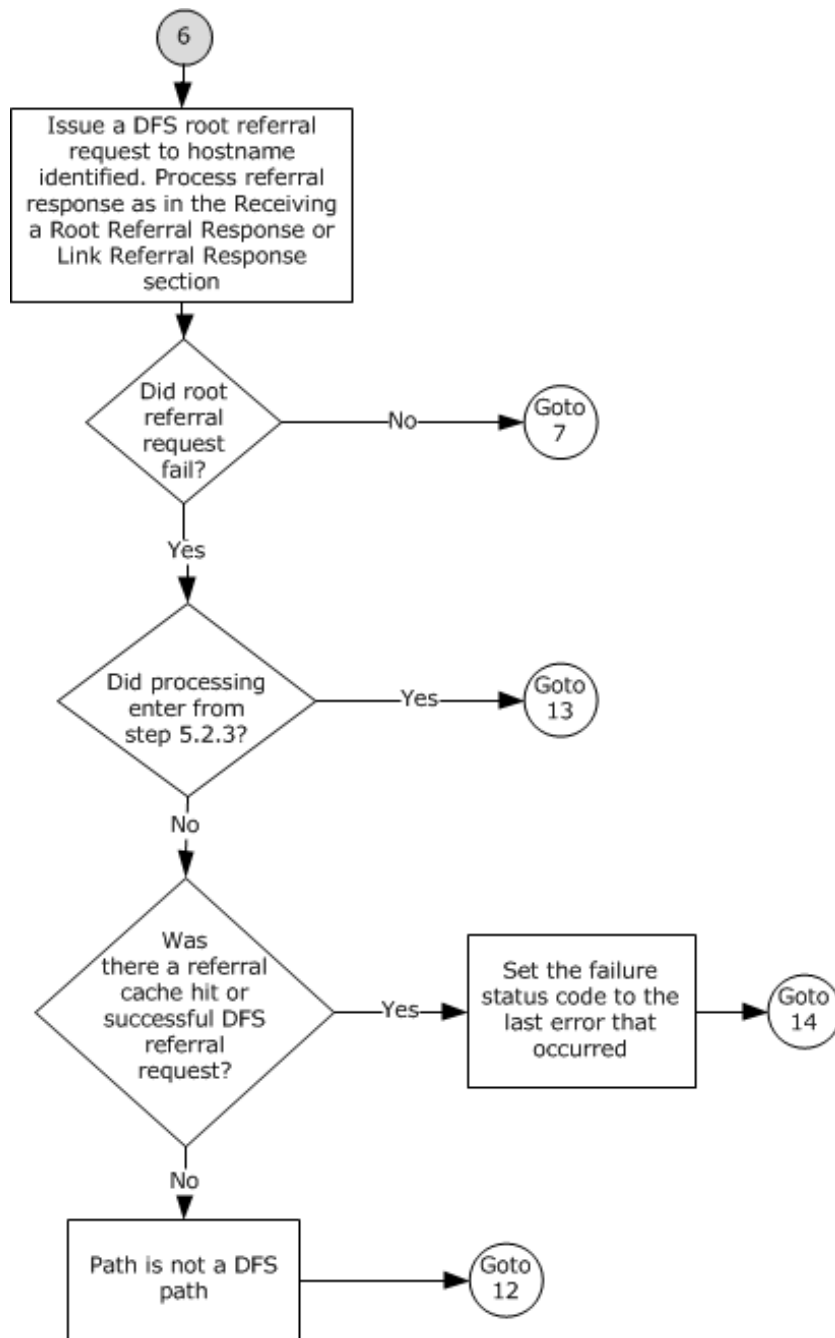 6
Issue a DFS root referral
request to hostname
identified. Process referral
response as in the Receiving
a Root Referral Response or
Link Referral Response
section
Did root
referral
request
fail?
No
Goto
7
Yes
Did processing
enter from
step 5.2.3?
Yes
Goto
13
No
Was
there a referral
cache hit or
successful DFS
referral
request?
Yes
Set the failure
status code to the
last error that
occurred
Goto
14
No
Path is not a DFS
path
Goto
12